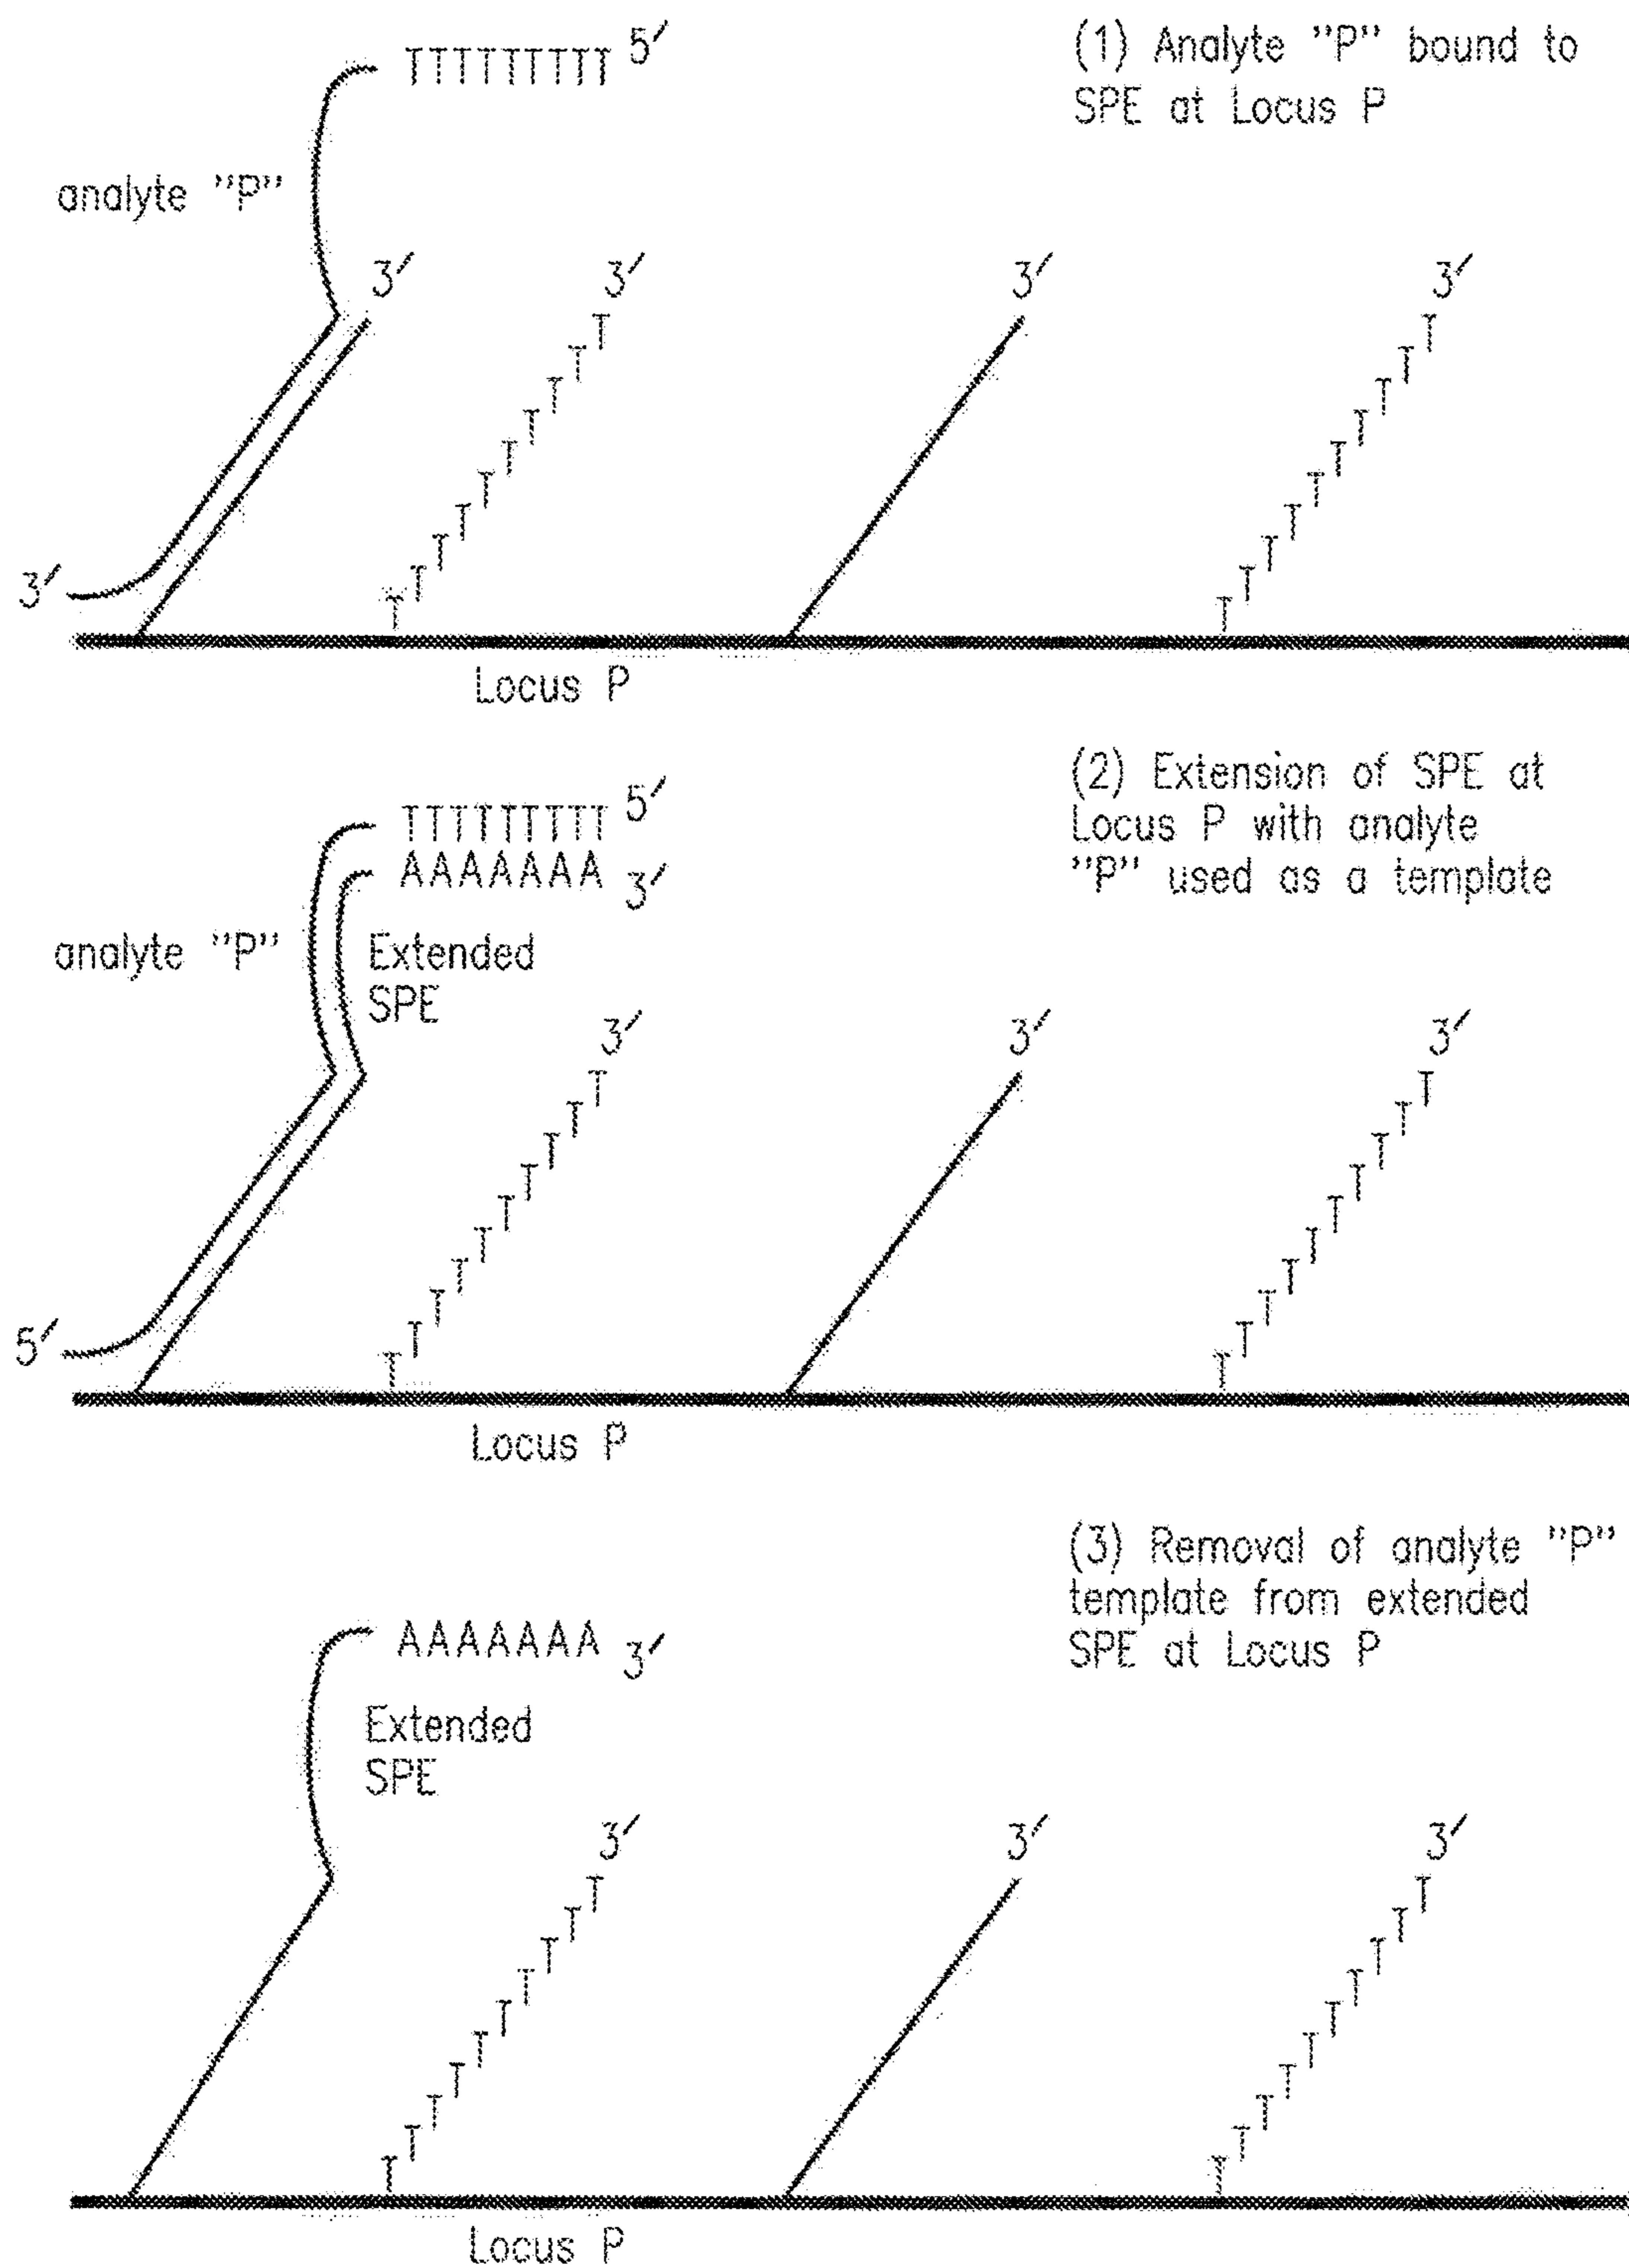 TTTTTTTTT 5′
(1) Analyte ”P” bound to
SPE at Locus P
analyte ”P”
3′
3′
TTTTTTTTTT
3′
3′
TTTTTTTTTT
3′
Locus P
TTTTTTTTT 5′
AAAAAAA 3′
(2) Extension of SPE at
Locus P with analyte
”P” used as a template
analyte ”P”
Extended
SPE
3′
TTTTTTTTTT
3′
3′
TTTTTTTTTT
5′
Locus P
(3) Removal of analyte ”P”
template from extended
SPE at Locus P
AAAAAAA 3′
Extended
SPE
3′
TTTTTTTTTT
3′
3′
TTTTTTTTTT
Locus P